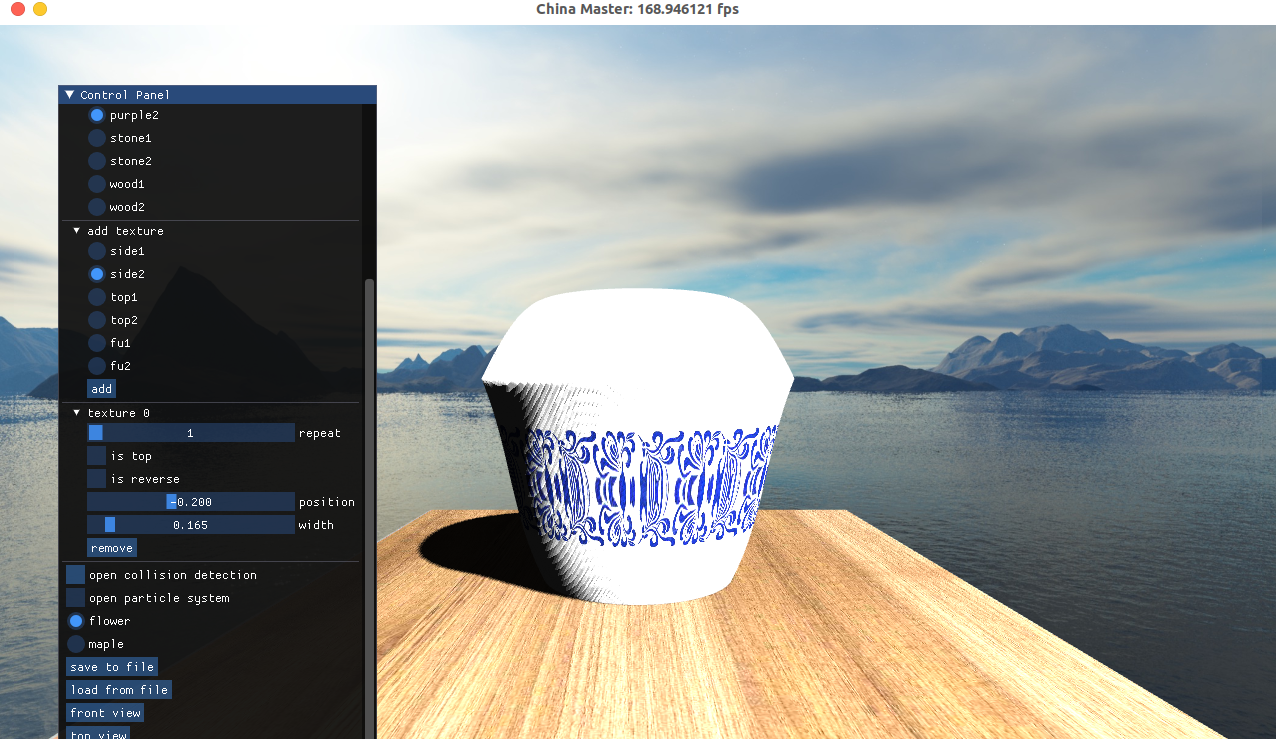 China Master: 168.946121 fps
Control Panel
purple2
stone1
stone2
wood1
wood2
add texture
side1
side2
top1
top2
fu1
fu2
add
texture 0
1 repeat
is top
is reverse
-0.200 position
0.165 width
remove
open collision detection
open particle system
flower
maple
save to file
load from file
front view
top view